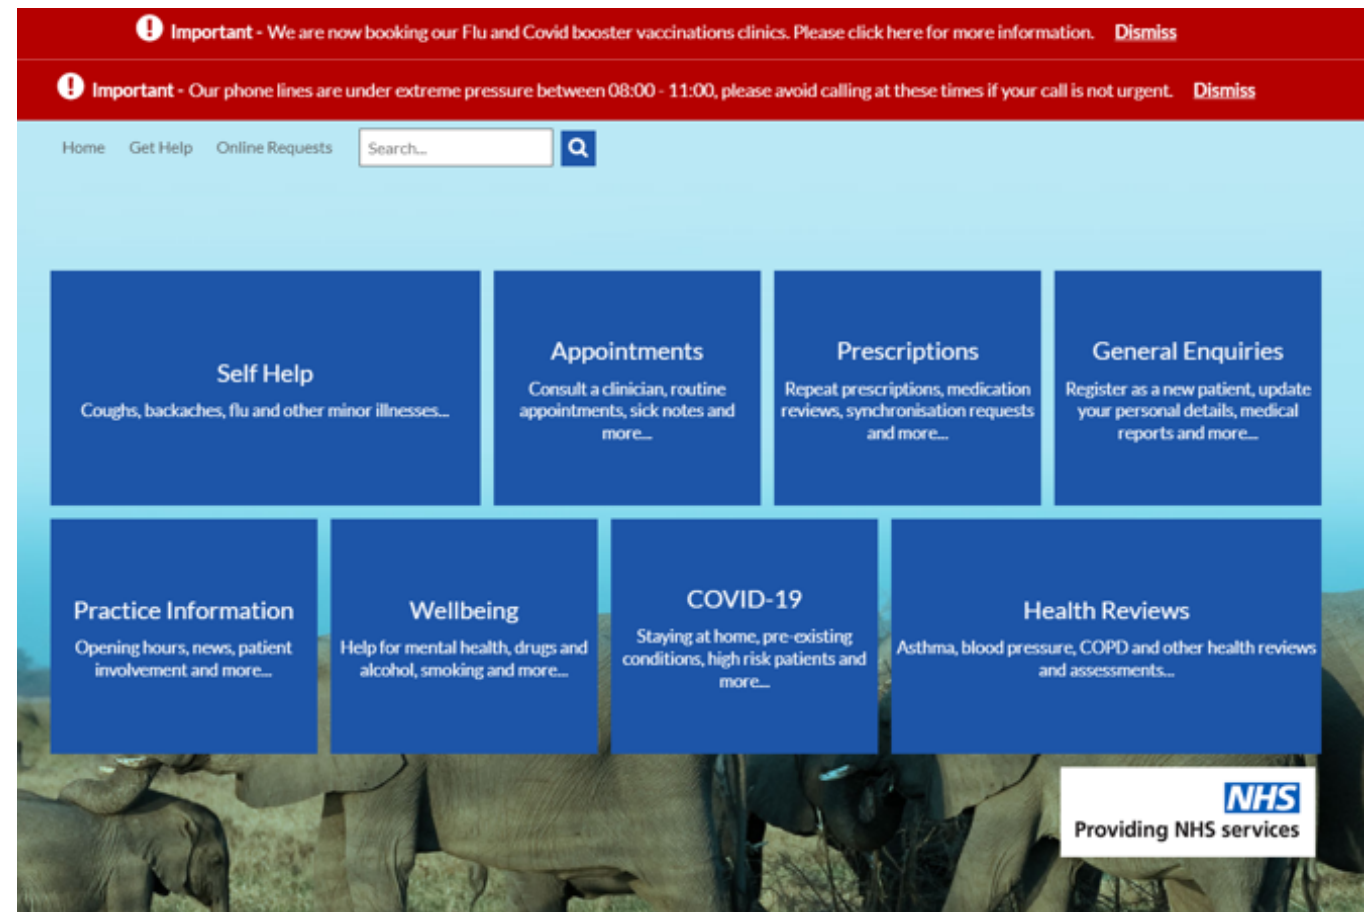 Important - We are now booking our Flu and Covid booster vaccinations clinics. Please click here for more information. Dismiss
Important - Our phone lines are under extreme pressure between 08:00 - 11:00, please avoid calling at these times if your call is not urgent. Dismiss
Home Get Help Online Requests Search...
Self Help
Coughs, backaches, flu and other minor illnesses...
Appointments
Consult a clinician, routine
appointments, sick notes and
more...
Prescriptions
Repeat prescriptions, medication
reviews, synchronisation requests
and more...
General Enquiries
Register as a new patient, update
your personal details, medical
reports and more...
Practice Information
Opening hours, news, patient
involvement and more...
Wellbeing
Help for mental health, drugs and
alcohol, smoking and more...
COVID-19
Staying at home, pre-existing
conditions, high risk patients and
more...
Health Reviews
Asthma, blood pressure, COPD and other health reviews
and assessments...
NHS
Providing NHS services